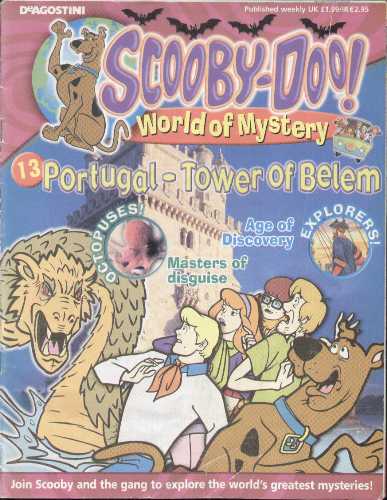 DeAGOSTINI
Published weekly UK £1.99/IR€2.95
SCOOBY-DOO!
World of Mystery
13 Portugal - Tower of Belem
OCTOPUSES!
Masters of
disguise
Age of
Discovery
EXPLORERS!
Join Scooby and the gang to explore the world's greatest mysteries!